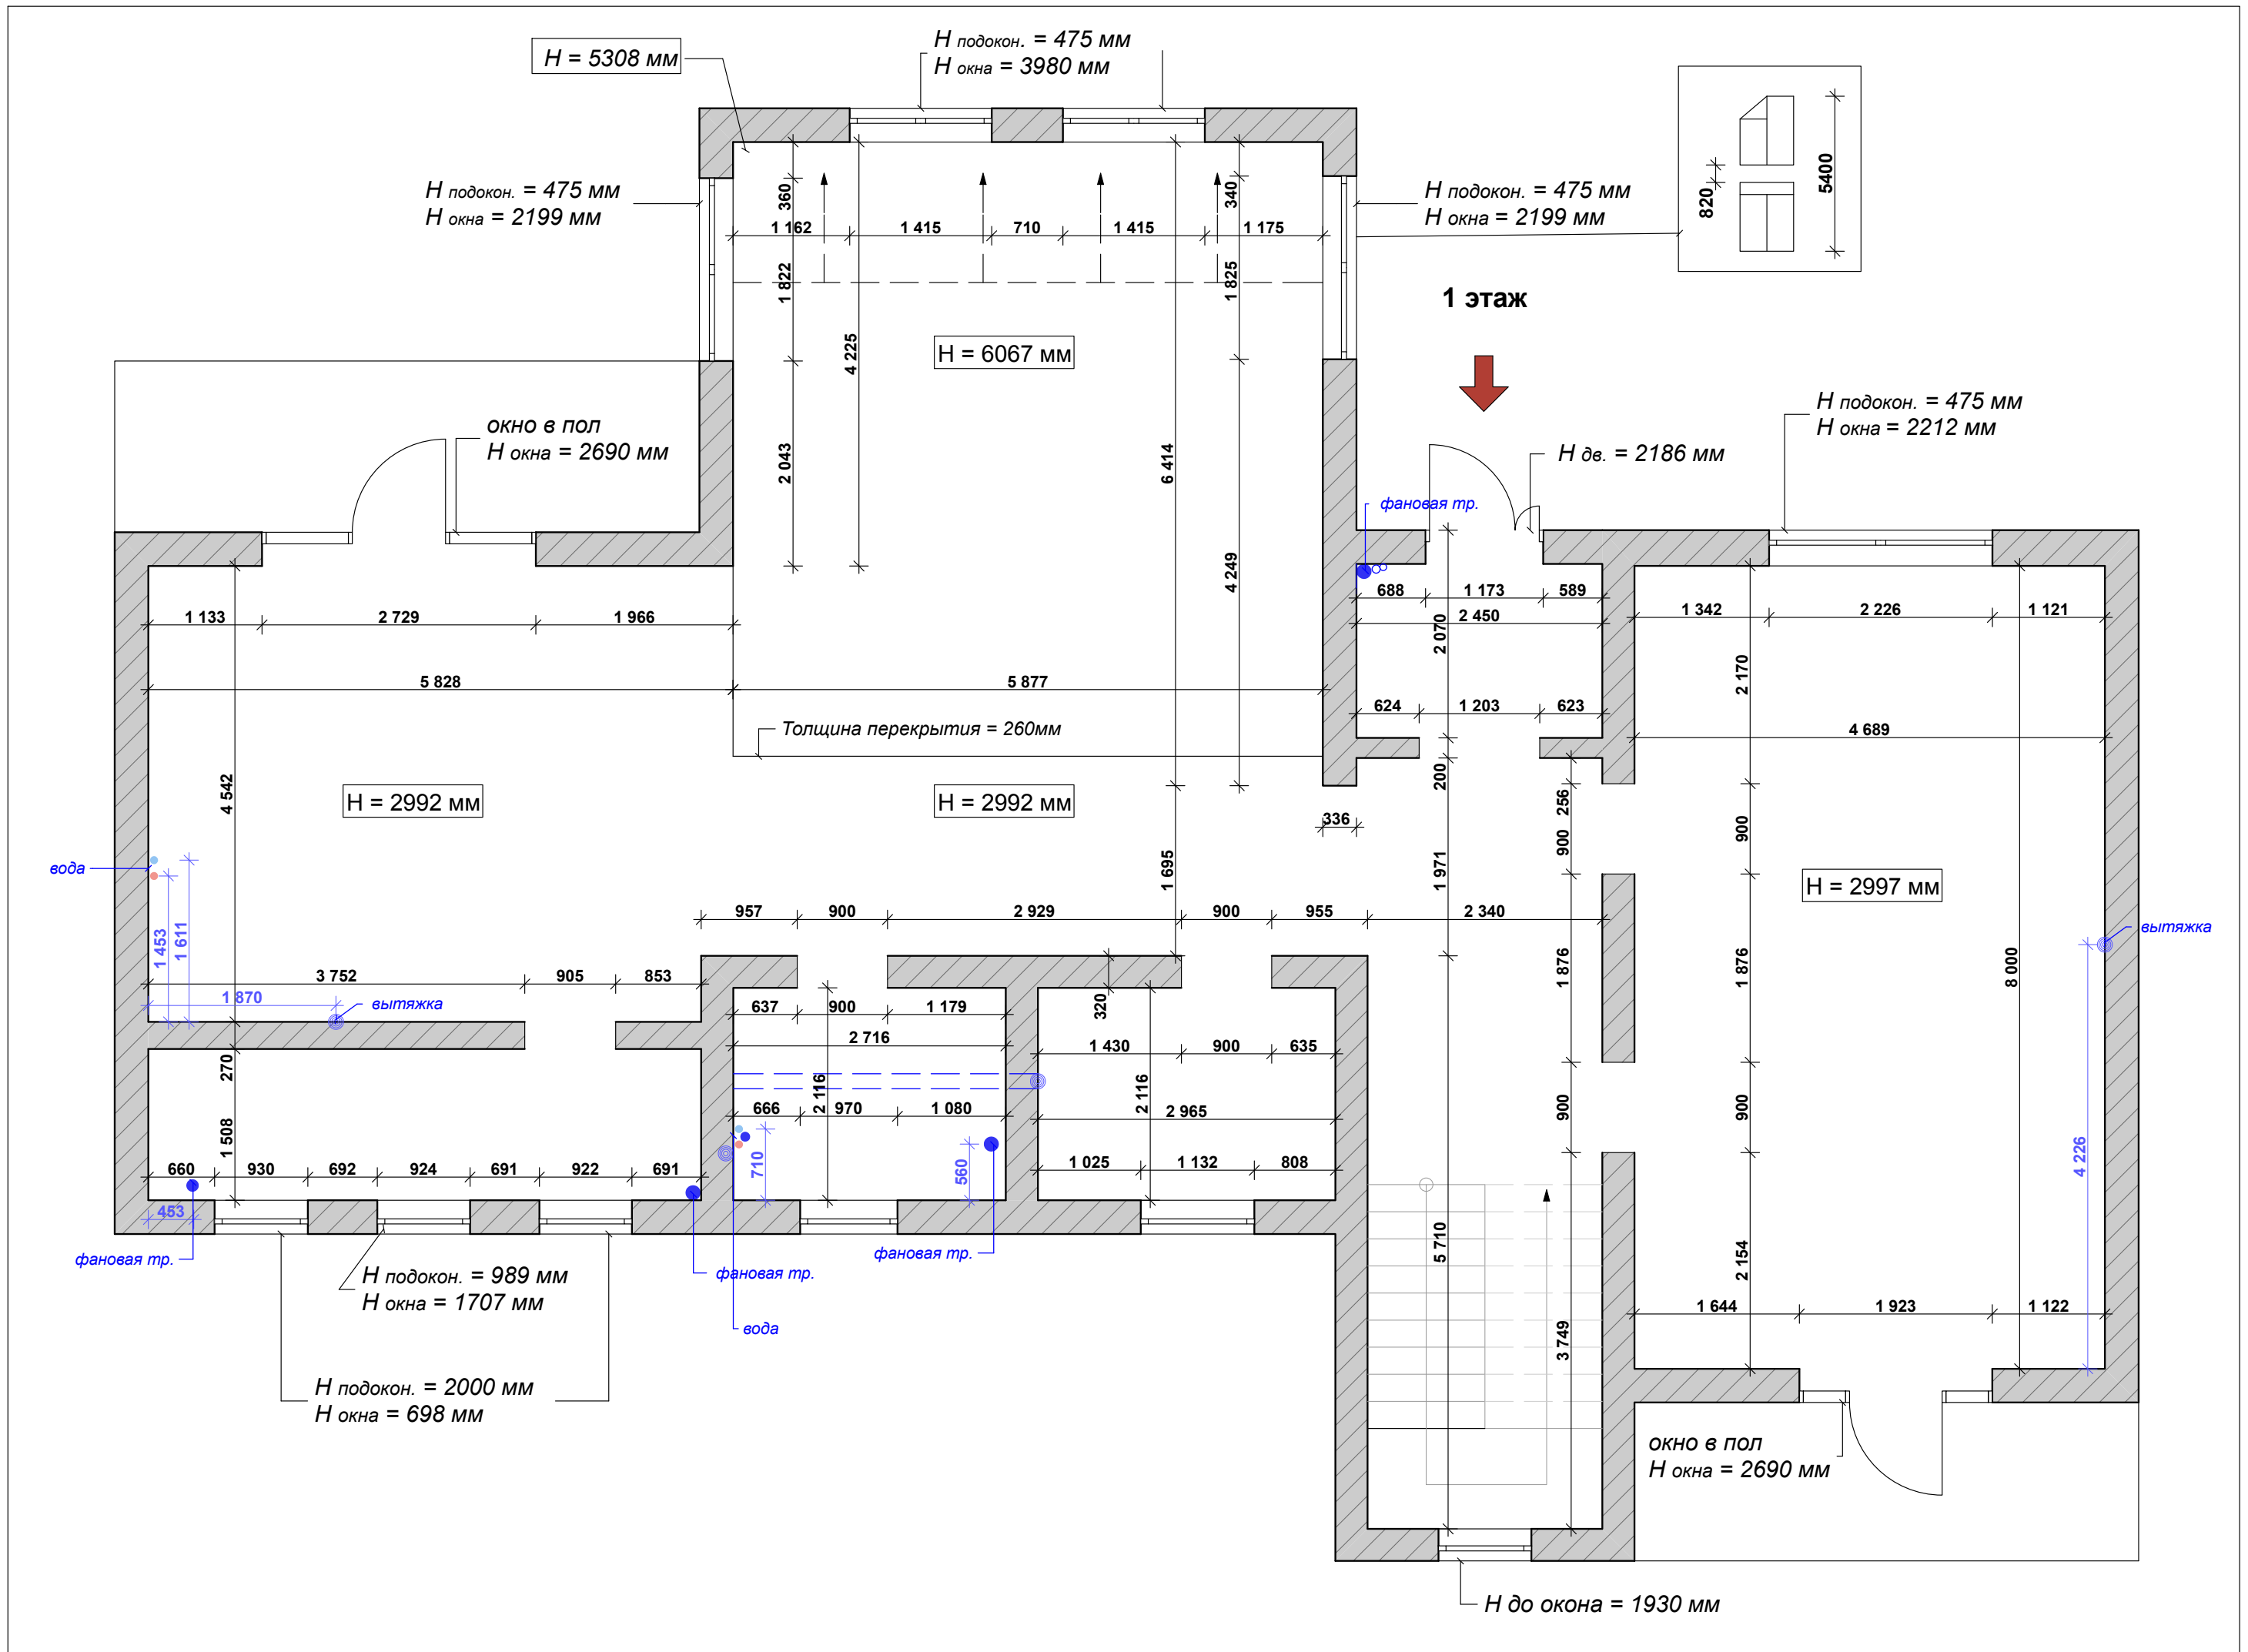 H подокон. = 475 мм
H окна = 3980 мм
H = 5308 мм
H подокон. = 475 мм
H окна = 2199 мм
H подокон. = 475 мм
H окна = 2199 мм
820
5400
360
340
1 162
1 415
710
1 415
1 175
1 822
1 825
1 этаж
4 225
H = 6067 мм
окно в пол
H окна = 2690 мм
H подокон. = 475 мм
H окна = 2212 мм
2 043
6 414
H дв. = 2186 мм
фановая тр.
4 249
688
1 173
589
1 133
2 729
1 966
2 450
2 070
1 342
2 226
1 121
5 828
5 877
2 170
624
1 203
623
4 689
Толщина перекрытия = 260мм
4 542
H = 2992 мм
H = 2992 мм
200
256
336
900
900
вода
1 695
1 971
H = 2997 мм
957
900
2 929
900
955
2 340
1 453
1 611
вытяжка
3 752
905
853
1 876
1 876
8 000
1 870
вытяжка
637
900
1 179
320
2 716
1 430
900
635
270
2 116
2 116
666
970
1 080
2 965
900
900
1 508
660
930
692
924
691
922
691
710
560
1 025
1 132
808
4 226
453
фановая тр.
фановая тр.
фановая тр.
5 710
2 154
H подокон. = 989 мм
H окна = 1707 мм
вода
3 749
1 644
1 923
1 122
H подокон. = 2000 мм
H окна = 698 мм
окно в пол
H окна = 2690 мм
H до окона = 1930 мм